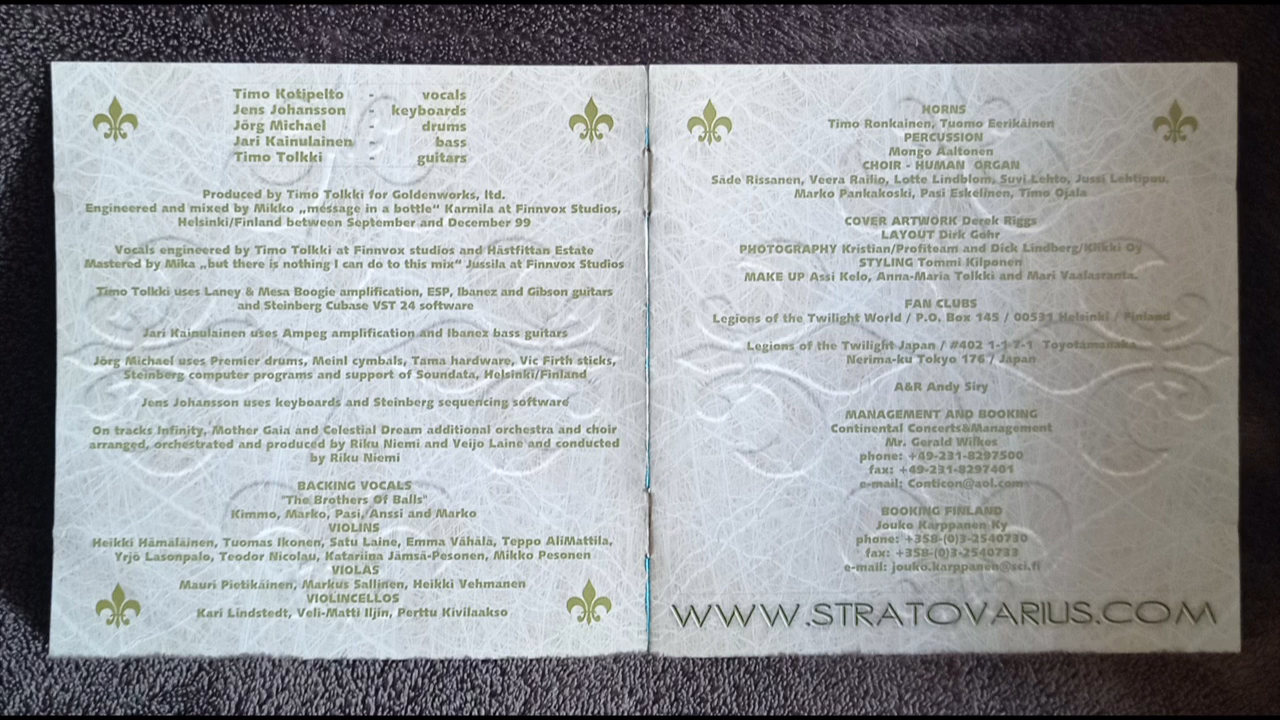 Timo Kotipelto - vocals
Jens Johansson - keyboards
Jörg Michael - drums
Jari Kainulainen - bass
Timo Tolkki - guitars
Produced by Timo Tolkki for Goldenworks, ltd.
Engineered and mixed by Mikko „message in a bottle“ Karmila at Finnvox Studios,
Helsinki/Finland between September and December 99
Vocals engineered by Timo Tolkki at Finnvox studios and Hästfittan Estate
Mastered by Mika „but there is nothing I can do to this mix“ Jussila at Finnvox Studios
Timo Tolkki uses Laney & Mesa Boogie amplification, ESP, Ibanez and Gibson guitars
and Steinberg Cubase VST 24 software
Jari Kainulainen uses Ampeg amplification and Ibanez bass guitars
Jörg Michael uses Premier drums, Meinl cymbals, Tama hardware, Vic Firth sticks,
Steinberg computer programs and support of Soundata, Helsinki/Finland
Jens Johansson uses keyboards and Steinberg sequencing software
On tracks Infinity, Mother Gaia and Celestial Dream additional orchestra and choir
arranged, orchestrated and produced by Riku Niemi and Veijo Laine and conducted
by Riku Niemi
BACKING VOCALS
"The Brothers Of Balls"
Kimmo, Marko, Pasi, Anssi and Marko
VIOLINS
Heikki Hämäläinen, Tuomas Ikonen, Satu Laine, Emma Vähälä, Teppo AliMattila,
Yrjö Lasonpalo, Teodor Nicolau, Katariina Jämsä-Pesonen, Mikko Pesonen
VIOLAS
Mauri Pietikäinen, Markus Sallinen, Heikki Vehmanen
VIOLINCELLOS
Kari Lindstedt, Veli-Matti Iljin, Perttu Kivilaakso
HORNS
Timo Ronkainen, Tuomo Eerikäinen
PERCUSSION
Mongo Aaltonen
CHOIR - HUMAN ORGAN
Säde Rissanen, Veera Railio, Lotte Lindblom, Suvi Lehto, Jussi Lehtipuu,
Marko Pankakoski, Pasi Eskelinen, Timo Ojala
COVER ARTWORK Derek Riggs
LAYOUT Dirk Gohr
PHOTOGRAPHY Kristian/Profiteam and Dick Lindberg/Klikki Oy
STYLING Tommi Kilponen
MAKE UP Assi Kelo, Anna-Maria Tolkki and Mari Vaalasranta.
FAN CLUBS
Legions of the Twilight World / P.O. Box 145 / 00531 Helsinki / Finland
Legions of the Twilight Japan / #402 1-1-7-1 Toyotamanaka
Nerima-ku Tokyo 176 / Japan
A&R Andy Siry
MANAGEMENT AND BOOKING
Continental Concerts&Management
Mr. Gerald Wilkes
phone: +49-231-8297500
fax: +49-231-8297401
e-mail: Conticon@aol.com
BOOKING FINLAND
Jouko Karppanen Ky
phone: +358-(0)3-2540730
fax: +358-(0)3-2540733
e-mail: jouko.karppanen@sci.fi
WWW.STRATOVARIUS.COM